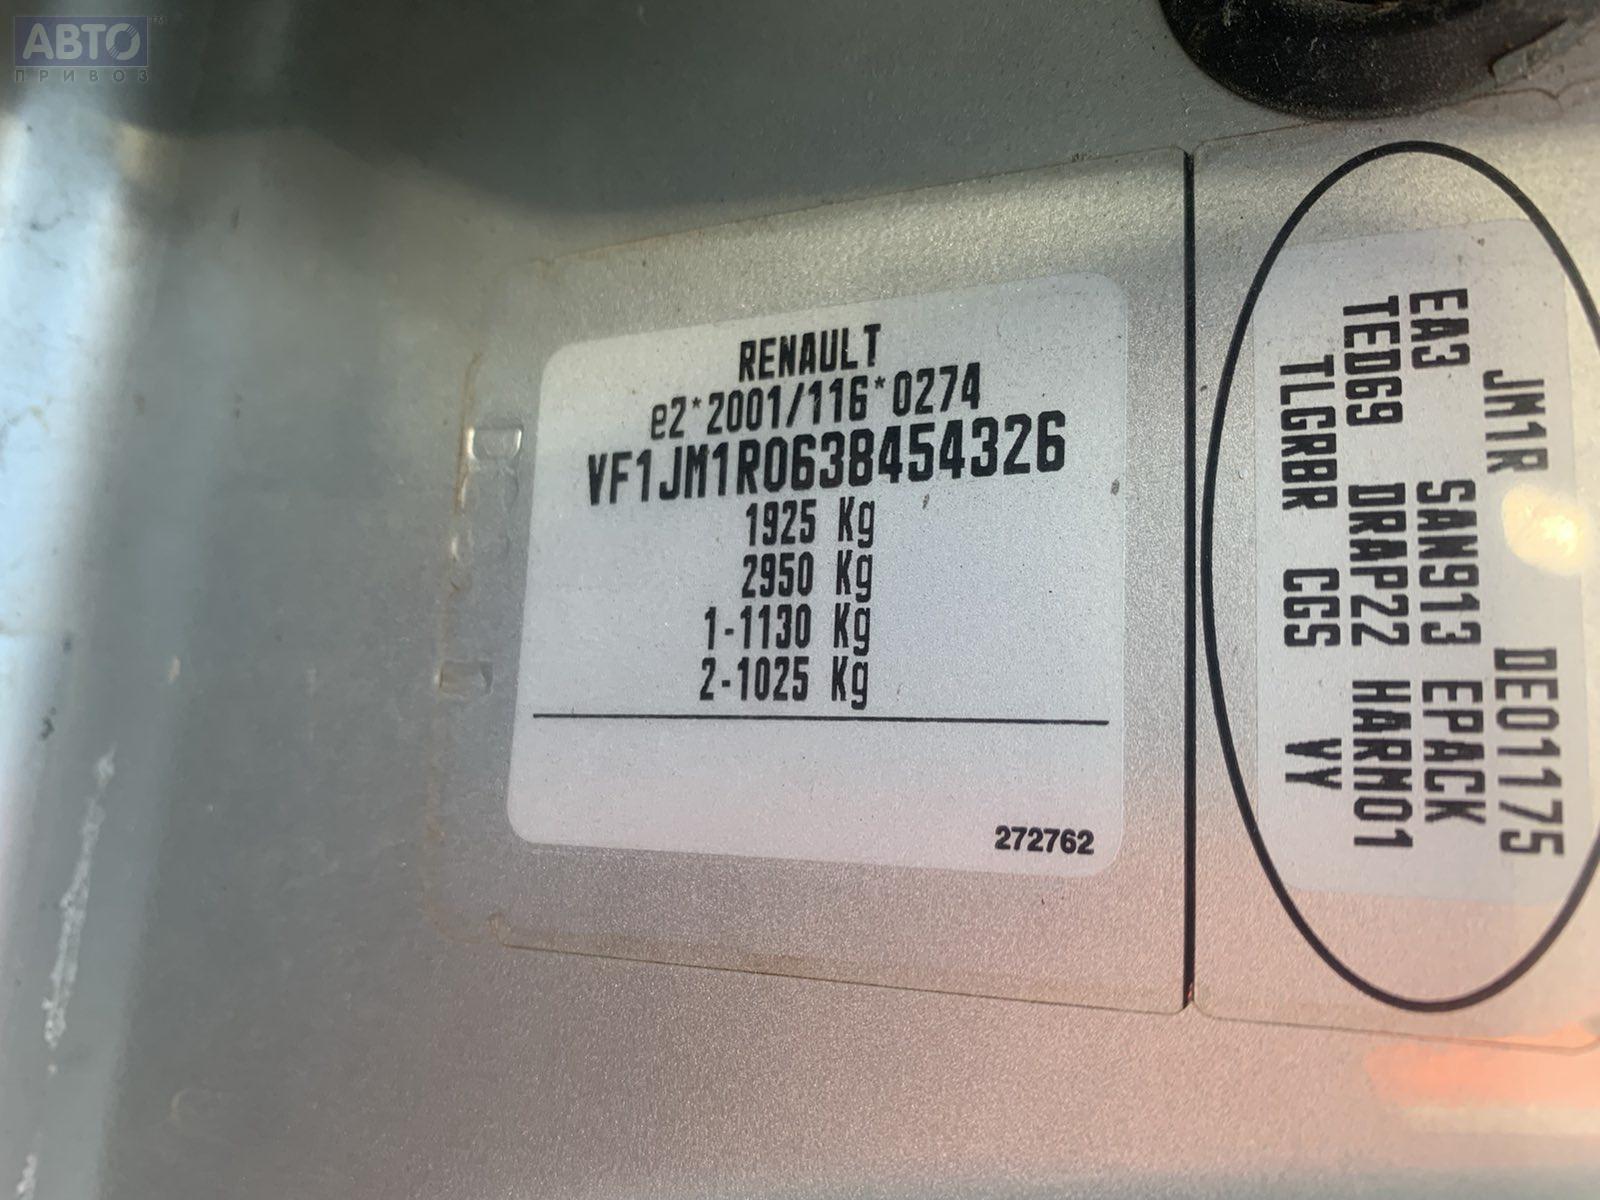 АВТО
ПРИВОЗ
RENAULT
e2*2001/116*0274
VF1JM1R0638454326
1925 Kg
2950 Kg
1-1130 Kg
2-1025 Kg
272762
JM1R DE01175
EA3 SAN913 EPACK
TED69 DRAP22 HARM01
TLGRBR CGS VY